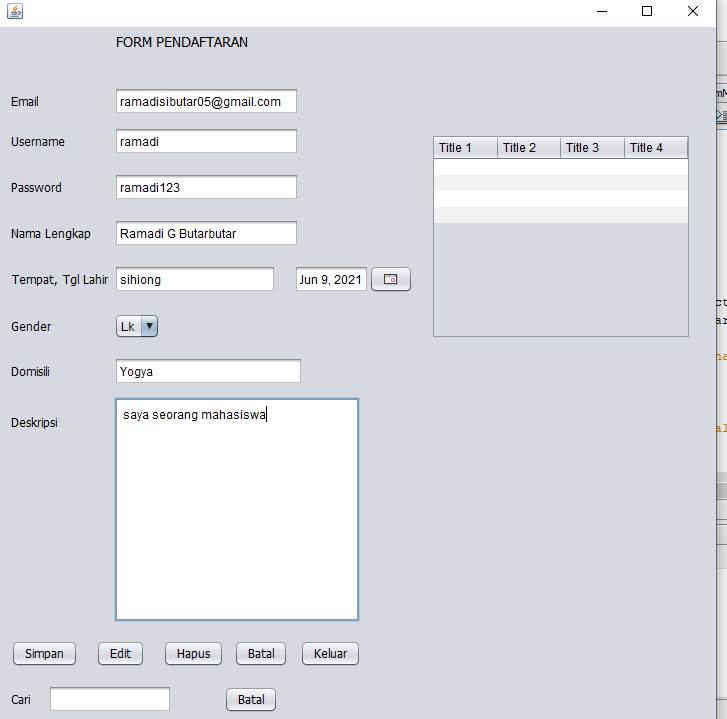 FORM PENDAFTARAN
Email ramadisibutar05@gmail.com
Username ramadi
Title 1 Title 2 Title 3 Title 4
Password ramadi123
Nama Lengkap Ramadi G Butarbutar
Tempat, Tgl Lahir sihiong Jun 9, 2021
Gender Lk
Domisili Yogya
Deskripsi saya seorang mahasiswa
Simpan Edit Hapus Batal Keluar
Cari Batal